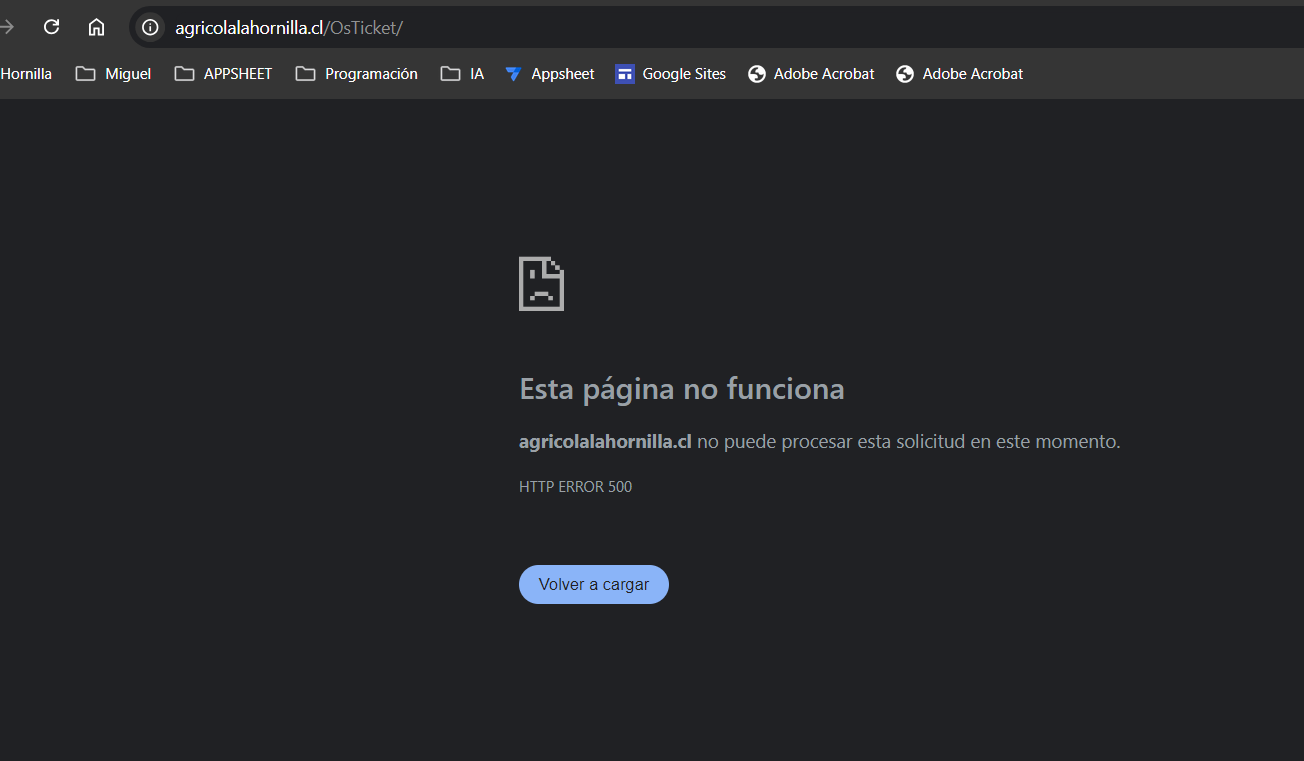 agricolalahornilla.cl/OsTicket/
Hornilla Miguel APPSHEET Programación IA Appsheet Google Sites Adobe Acrobat Adobe Acrobat
Esta página no funciona
agricolalahornilla.cl no puede procesar esta solicitud en este momento.
HTTP ERROR 500
Volver a cargar